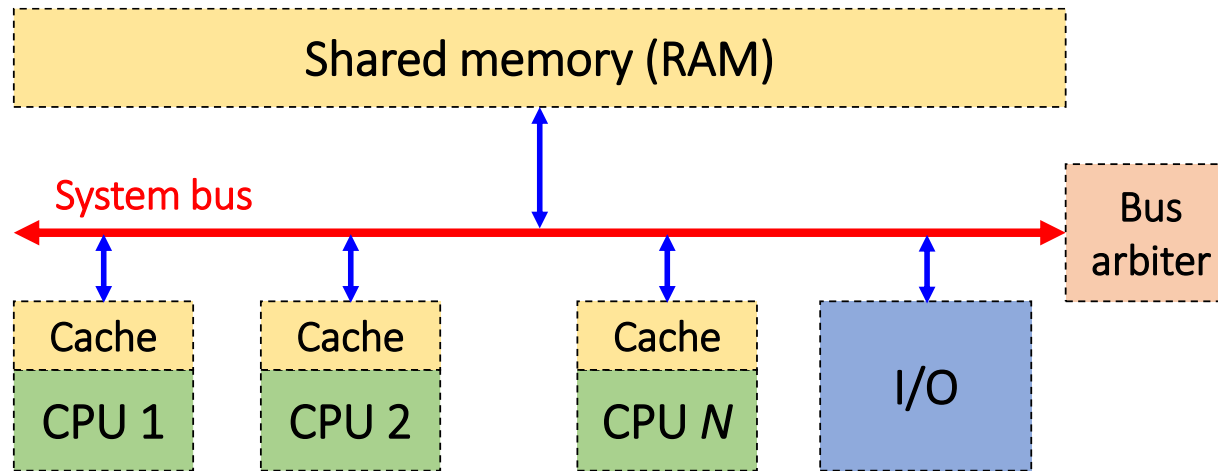 Shared memory (RAM)
System bus
Bus
arbiter
Cache
Cache
Cache
CPU 1
CPU 2
CPU N
I/O